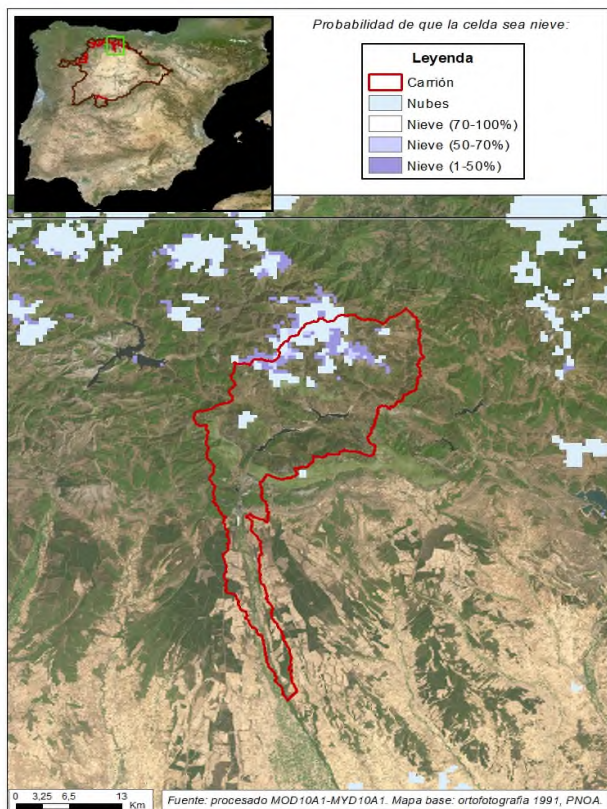 Probabilidad de que la celda sea nieve:
Leyenda
Carrión
Nubes
Nieve (70-100%)
Nieve (50-70%)
Nieve (1-50%)
0 3,25 6,5 13
Km
Fuente: procesado MOD10A1-MYD10A1. Mapa base: ortofotografia 1991, PNOA